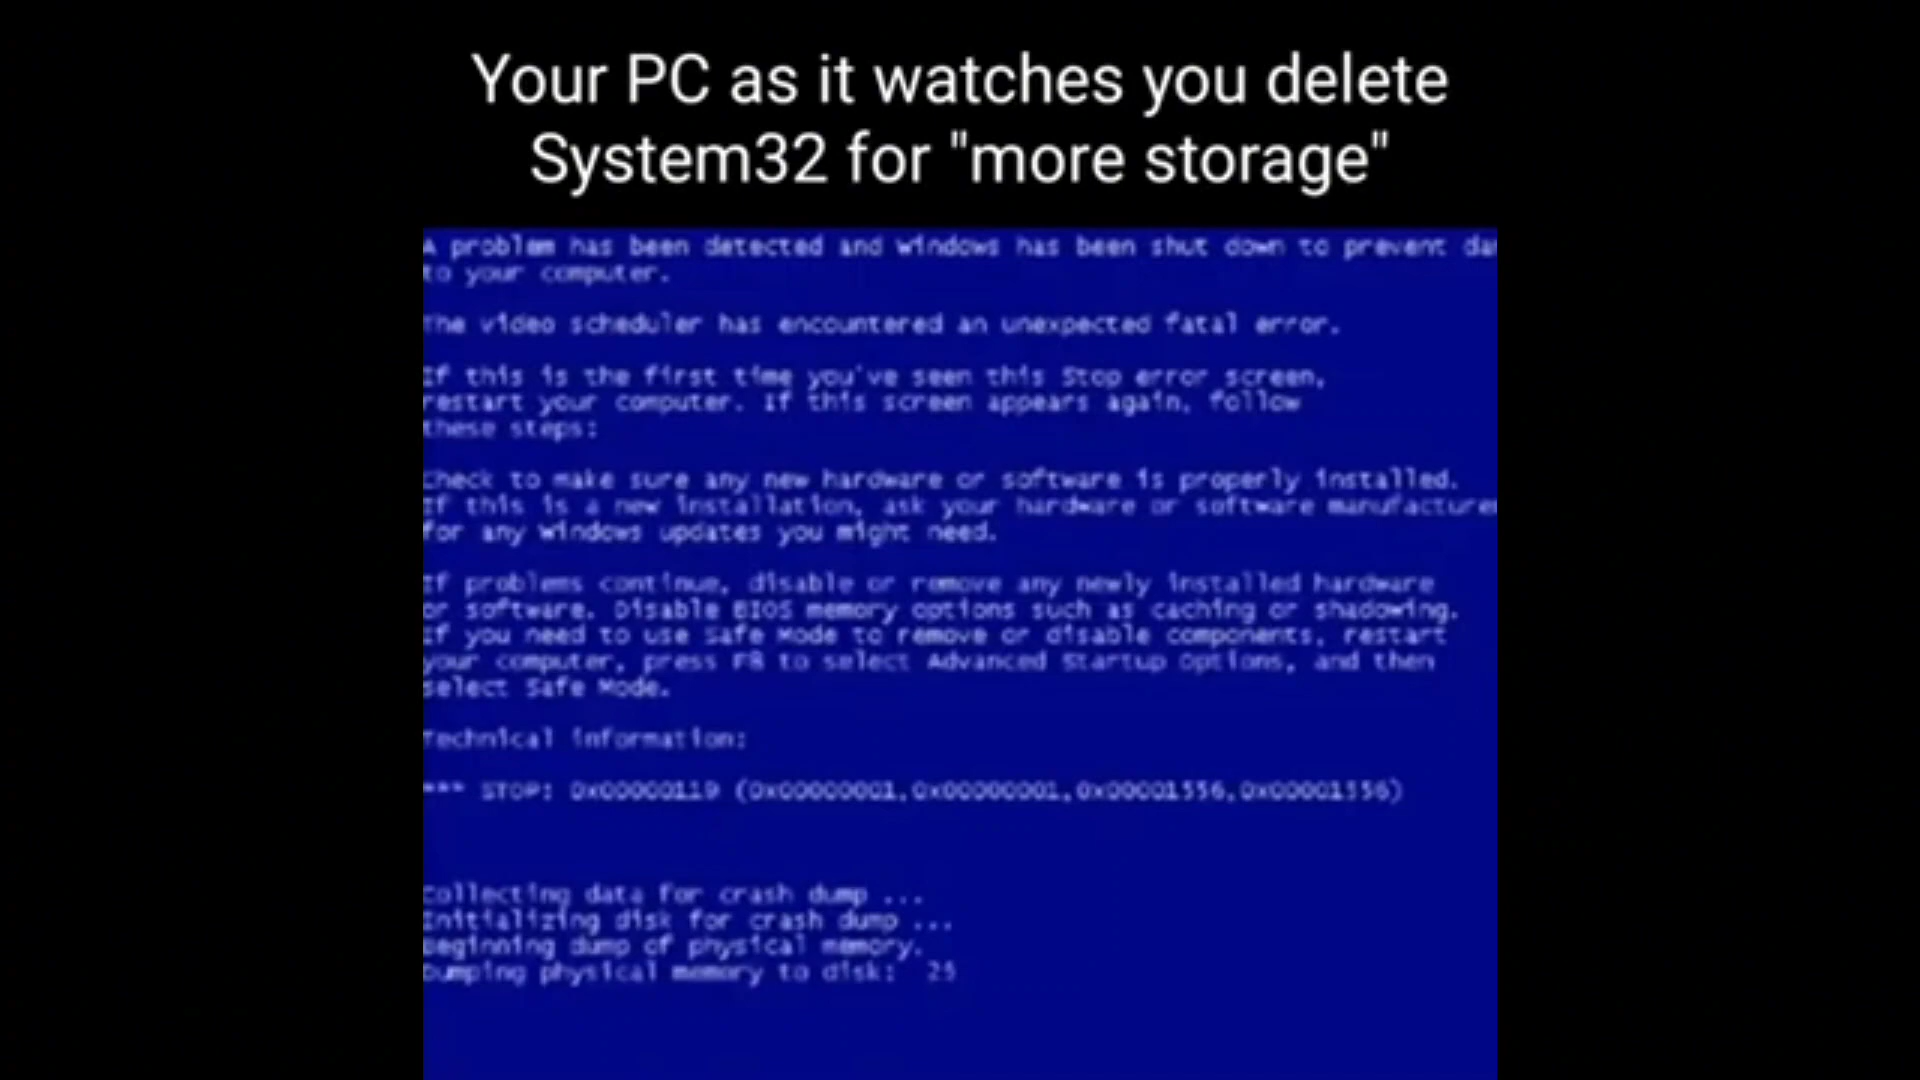 Your PC as it watches you delete
System32 for "more storage"
A problem has been detected and windows has been shut down to prevent da
to your computer.
The video scheduler has encountered an unexpected fatal error.
If this is the first time you've seen this Stop error screen,
restart your computer. If this screen appears again, follow
these steps:
Check to make sure any new hardware or software is properly installed.
If this is a new installation, ask your hardware or software manufacturer
for any windows updates you might need.
If problems continue, disable or remove any newly installed hardware
or software. Disable BIOS memory options such as caching or shadowing.
If you need to use Safe Mode to remove or disable components, restart
your computer, press F8 to select Advanced Startup Options, and then
select Safe Mode.
Technical information:
*** STOP: 0x00000119 (0x00000001,0x00000001,0x00001556,0x00001556)
Collecting data for crash dump ...
Initializing disk for crash dump ...
Beginning dump of physical memory.
Dumping physical memory to disk: 25